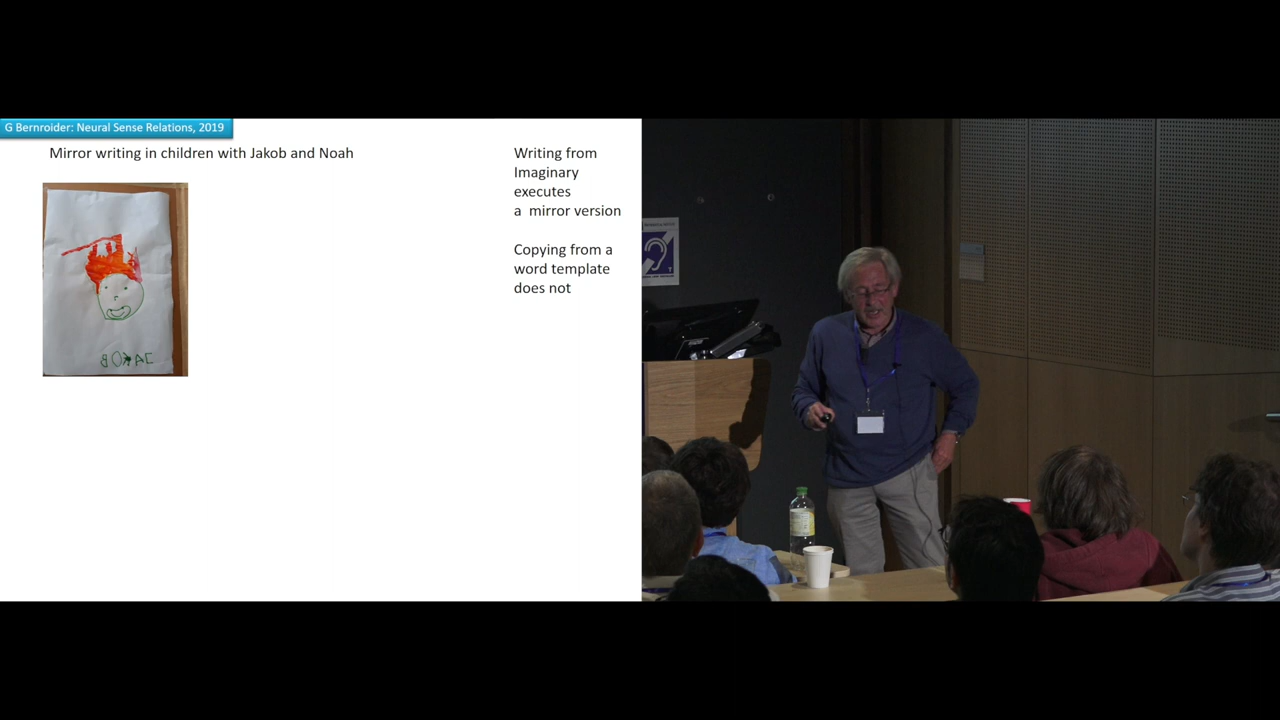 G Bernroider: Neural Sense Relations, 2019
Mirror writing in children with Jakob and Noah
Writing from
Imaginary
executes
a mirror version
Copying from a
word template
does not
BOKAC